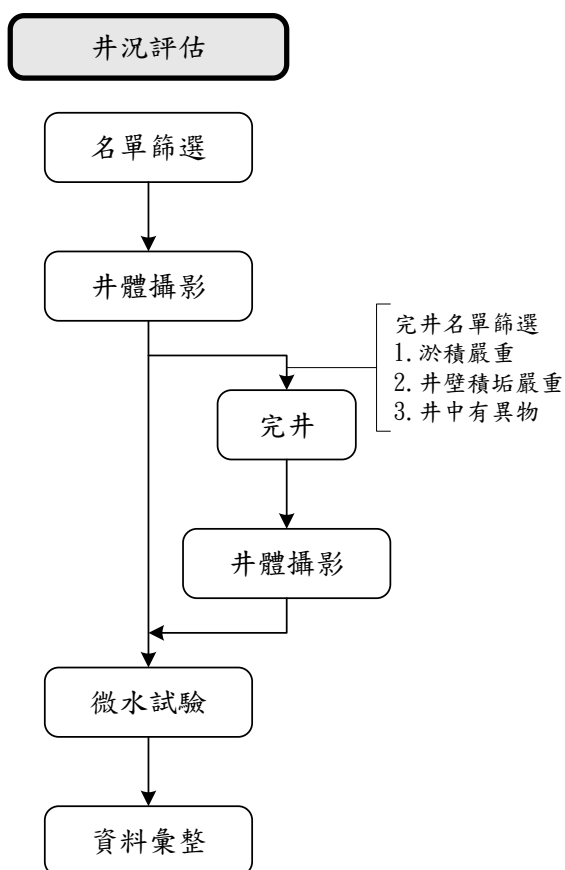 井況評估
名單篩選
井體攝影
完井名單篩選
1.淤積嚴重
2.井壁積垢嚴重
3.井中有異物
完井
井體攝影
微水試驗
資料彙整